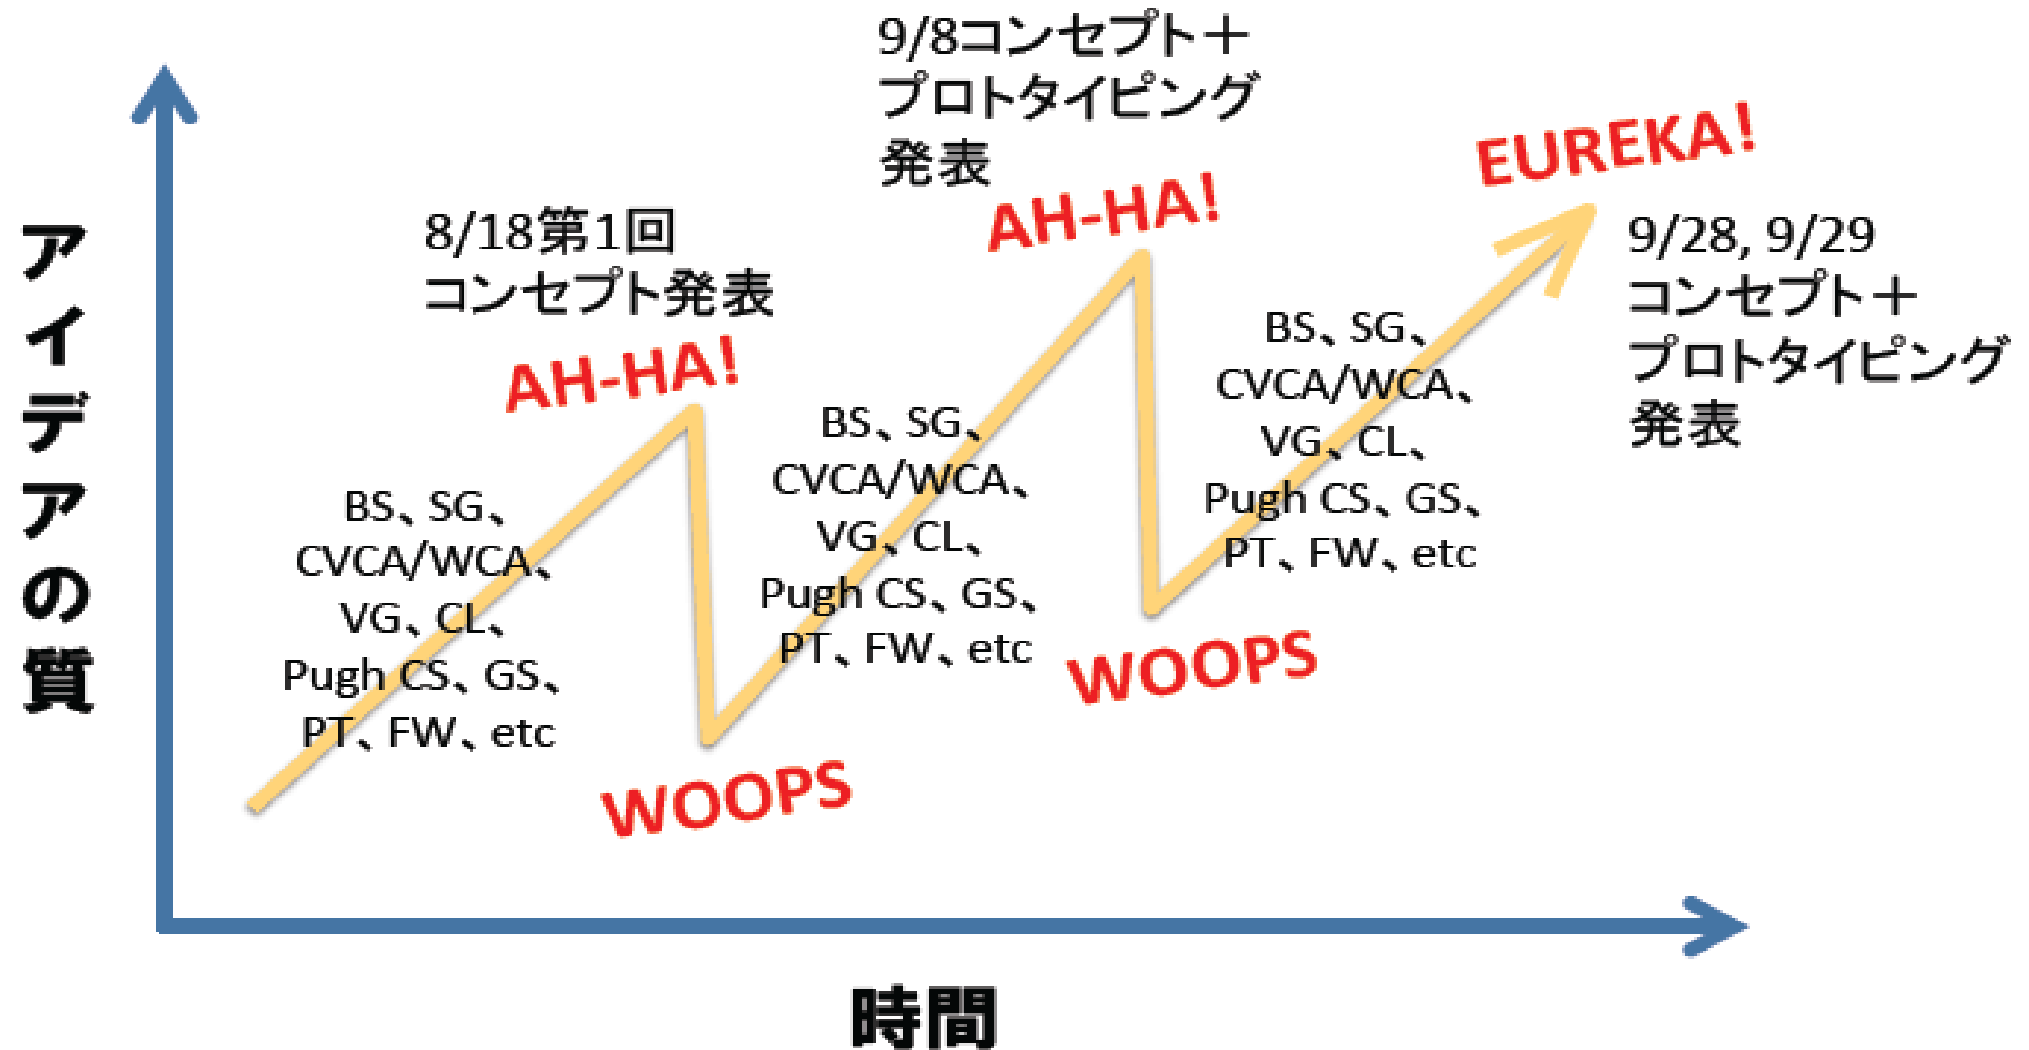 9/8コンセプト＋
プロトタイピング
発表
AH-HA!
EUREKA!
8/18第1回
コンセプト発表
AH-HA!
9/28, 9/29
コンセプト＋
プロトタイピング
発表
アイデアの質
BS、SG、
CVCA/WCA、
VG、CL、
Pugh CS、GS、
PT、FW、etc
WOOPS
BS、SG、
CVCA/WCA、
VG、CL、
Pugh CS、GS、
PT、FW、etc
WOOPS
BS、SG、
CVCA/WCA、
VG、CL、
Pugh CS、GS、
PT、FW、etc
時間